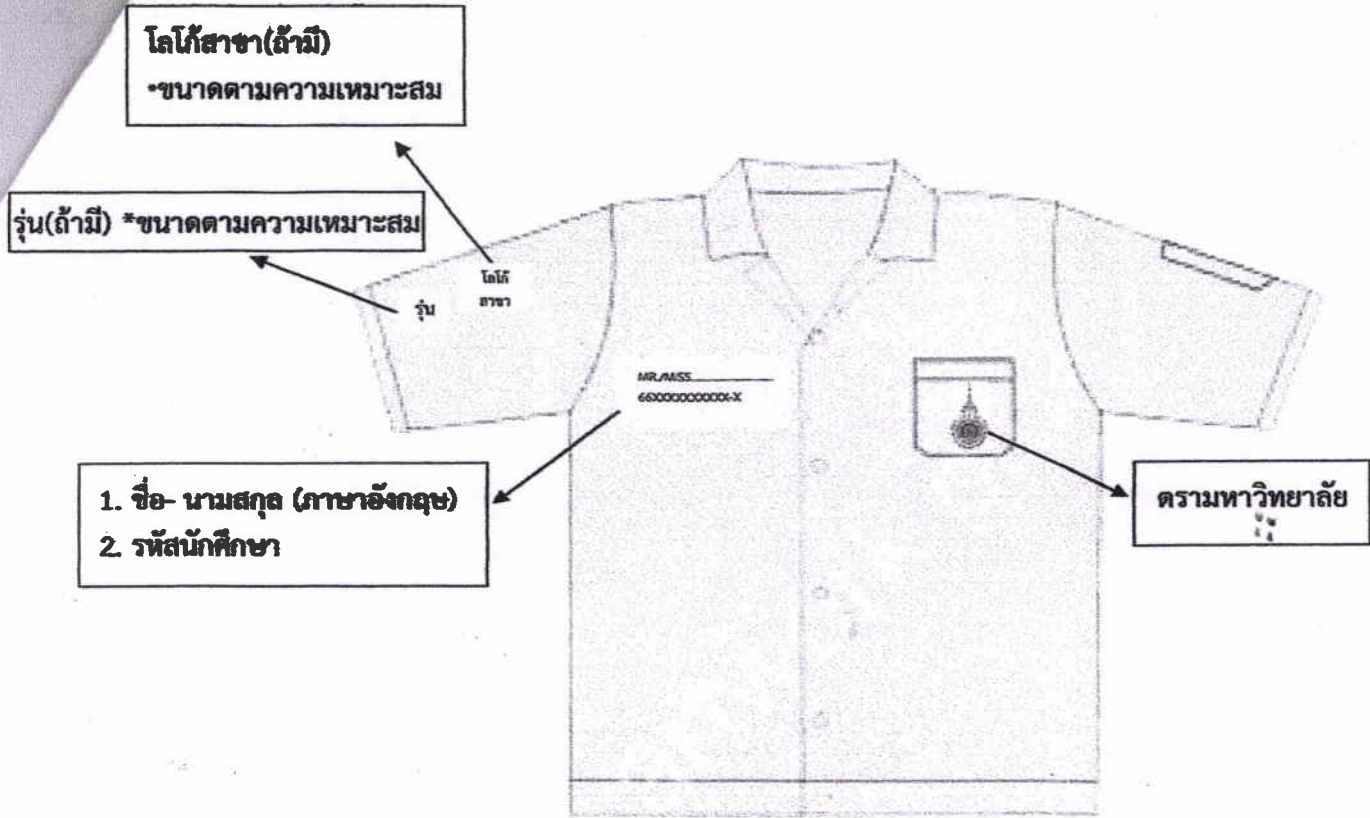 โลโก้สาขา(ถ้ามี)
*ขนาดตามความเหมาะสม
รุ่น(ถ้ามี) *ขนาดตามความเหมาะสม
โลโก้
สาขา
รุ่น
MR./MISS
66XXXXXXXXXX-X
1. ชื่อ- นามสกุล (ภาษาอังกฤษ)
2. รหัสนักศึกษา
ตรามหาวิทยาลัย